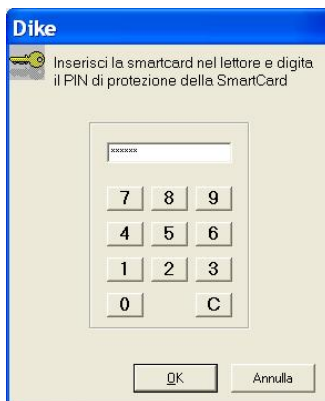 Dike
Inserisci la smartcard nel lettore e digita
il PIN di protezione della SmartCard
xxxxxx
7 8 9
4 5 6
1 2 3
0 C
OK Annulla